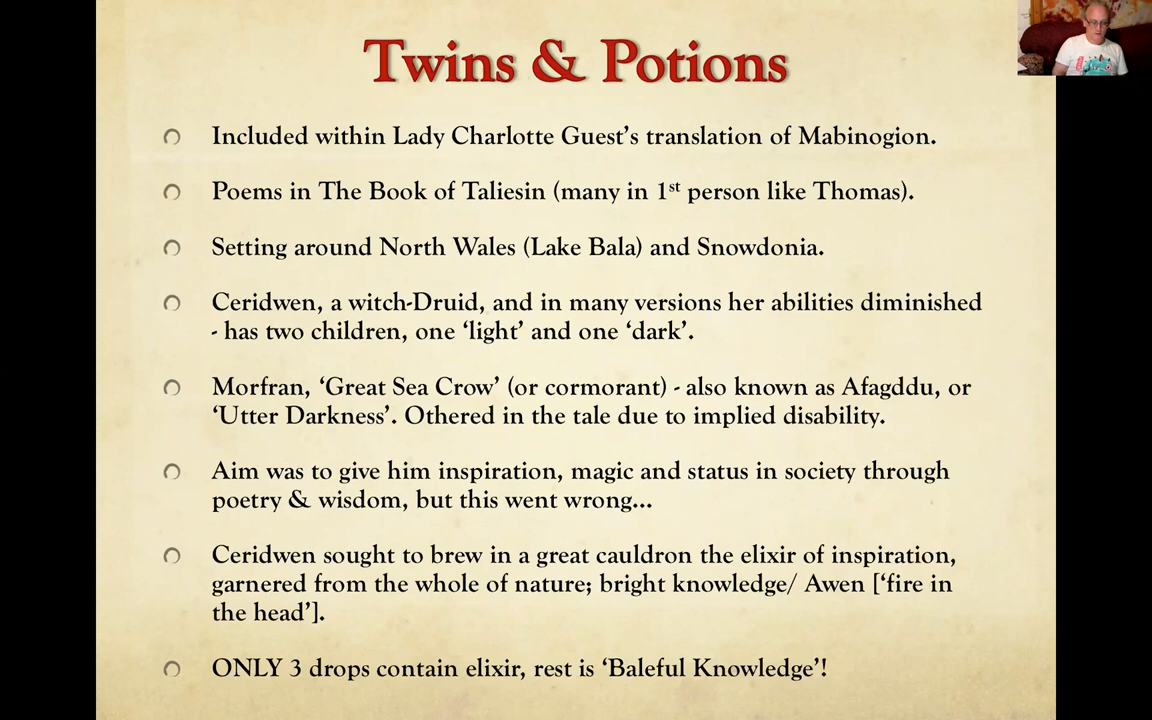 Twins & Potions
Included within Lady Charlotte Guest’s translation of Mabinogion.
Poems in The Book of Taliesin (many in 1st person like Thomas).
Setting around North Wales (Lake Bala) and Snowdonia.
Ceridwen, a witch-Druid, and in many versions her abilities diminished
- has two children, one ‘light’ and one ‘dark’.
Morfran, ‘Great Sea Crow’ (or cormorant) - also known as Afagddu, or
‘Utter Darkness’. Othered in the tale due to implied disability.
Aim was to give him inspiration, magic and status in society through
poetry & wisdom, but this went wrong...
Ceridwen sought to brew in a great cauldron the elixir of inspiration,
garnered from the whole of nature; bright knowledge/ Awen [‘fire in
the head’].
ONLY 3 drops contain elixir, rest is ‘Baleful Knowledge’!